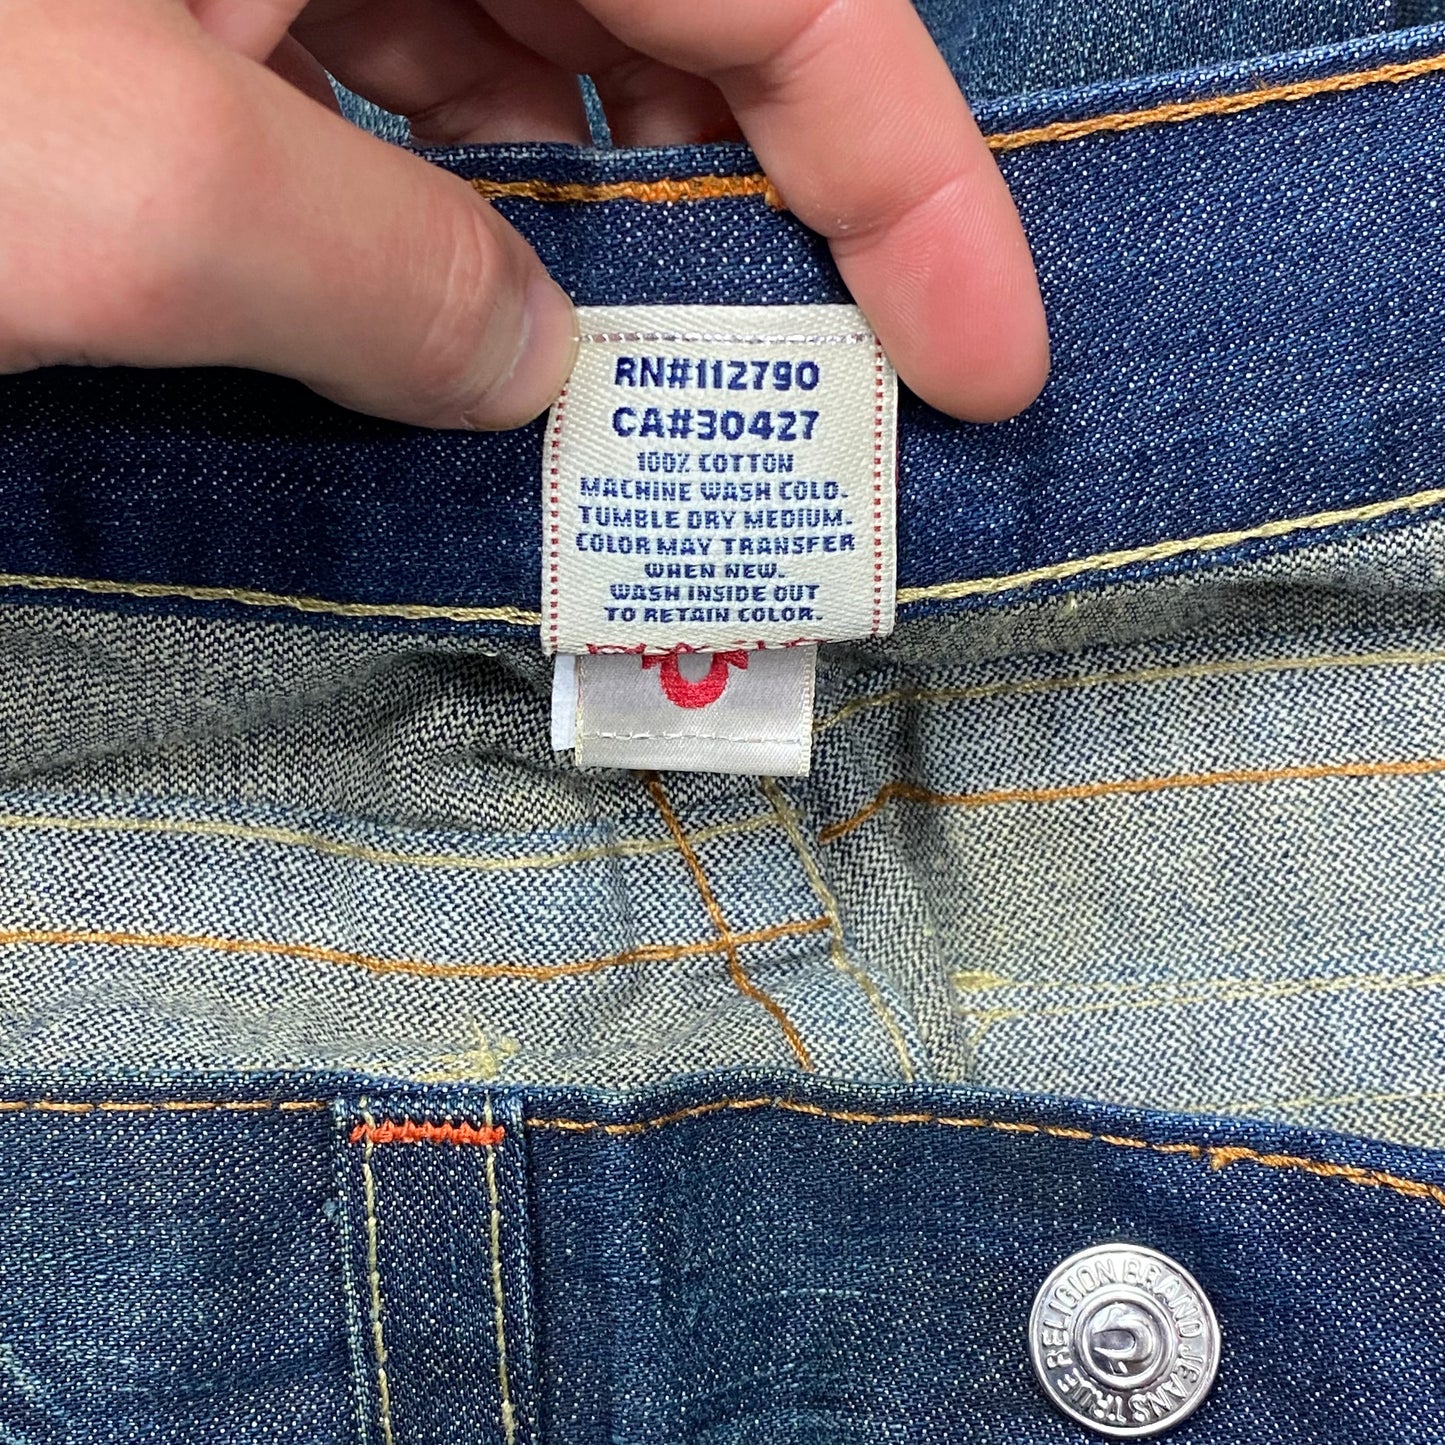 RN#112790
CA#30427
100% COTTON
MACHINE WASH COLD.
TUMBLE DRY MEDIUM.
COLOR MAY TRANSFER
WHEN NEW.
WASH INSIDE OUT
TO RETAIN COLOR.
TRUE RELIGION BRAND JEANS